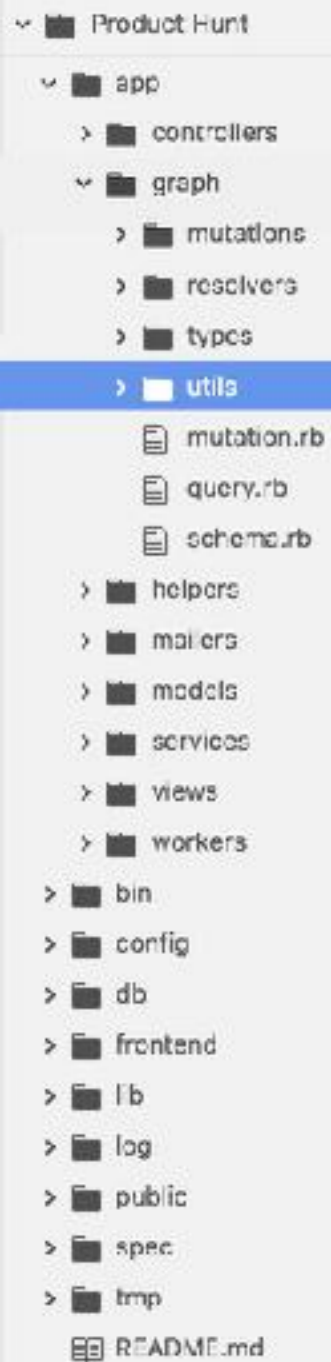 Product Hunt
app
controllers
graph
mutations
resolvers
types
utils
mutation.rb
query.rb
schema.rb
helpers
mailers
models
services
views
workers
bin
config
db
frontend
lib
log
public
spec
tmp
README.md